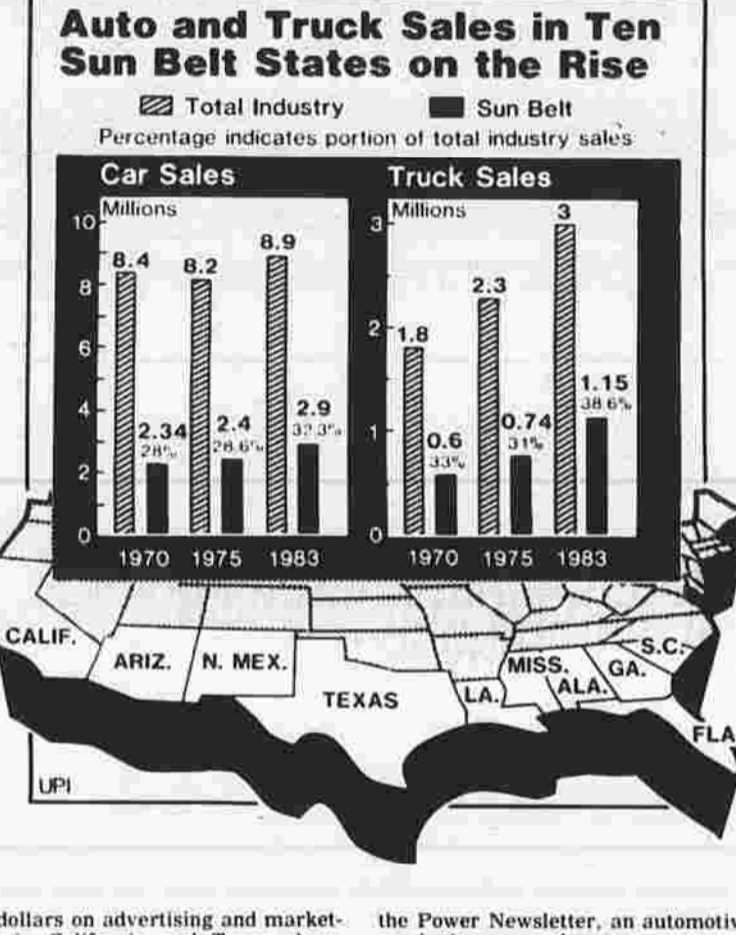 Auto and Truck Sales in Ten
Sun Belt States on the Rise
Total Industry Sun Belt
Percentage indicates portion of total industry sales
Car Sales
Millions
10
8
6
4
2
0
8.4
2.34
28%
8.2
2.4
28.6%
8.9
2.9
32.3%
1970 1975 1983
Truck Sales
Millions
3
2
1
0
1.8
0.6
33%
2.3
0.74
31%
3
1.15
38.6%
1970 1975 1983
CALIF.
ARIZ.
N. MEX.
TEXAS
LA.
MISS.
ALA.
GA.
S.C.
FLA
UPI
dollars on advertising and market-
the Power Newsletter, an automotiv